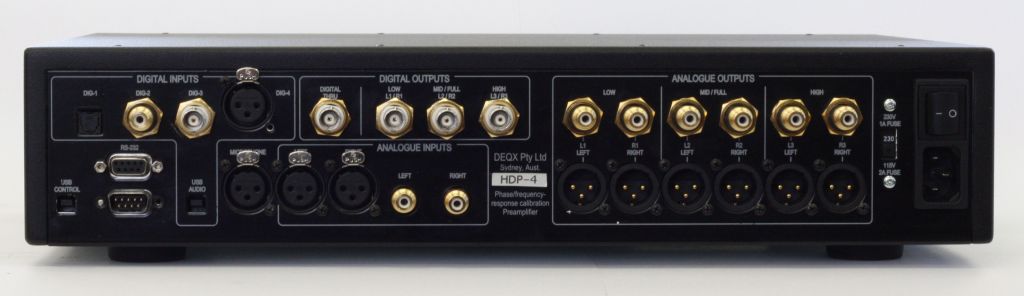 DIGITAL INPUTS
DIG-1
DIG-2
DIG-3
DIG-4
DIGITAL OUTPUTS
DIGITAL
THRU
LOW
L1 / R1
MID / FULL
L2 / R2
HIGH
L3 / R3
ANALOGUE OUTPUTS
LOW
MID / FULL
HIGH
L1
LEFT
R1
RIGHT
L2
LEFT
R2
RIGHT
L3
LEFT
R3
RIGHT
230V
1A FUSE
230
115V
2A FUSE
RS-232
USB
CONTROL
USB
AUDIO
ANALOGUE INPUTS
PUSH
LEFT
RIGHT
DEQX Pty Ltd
Sydney, Aust.
HDP-4
Phase/frequency-
response calibration
Preamplifier